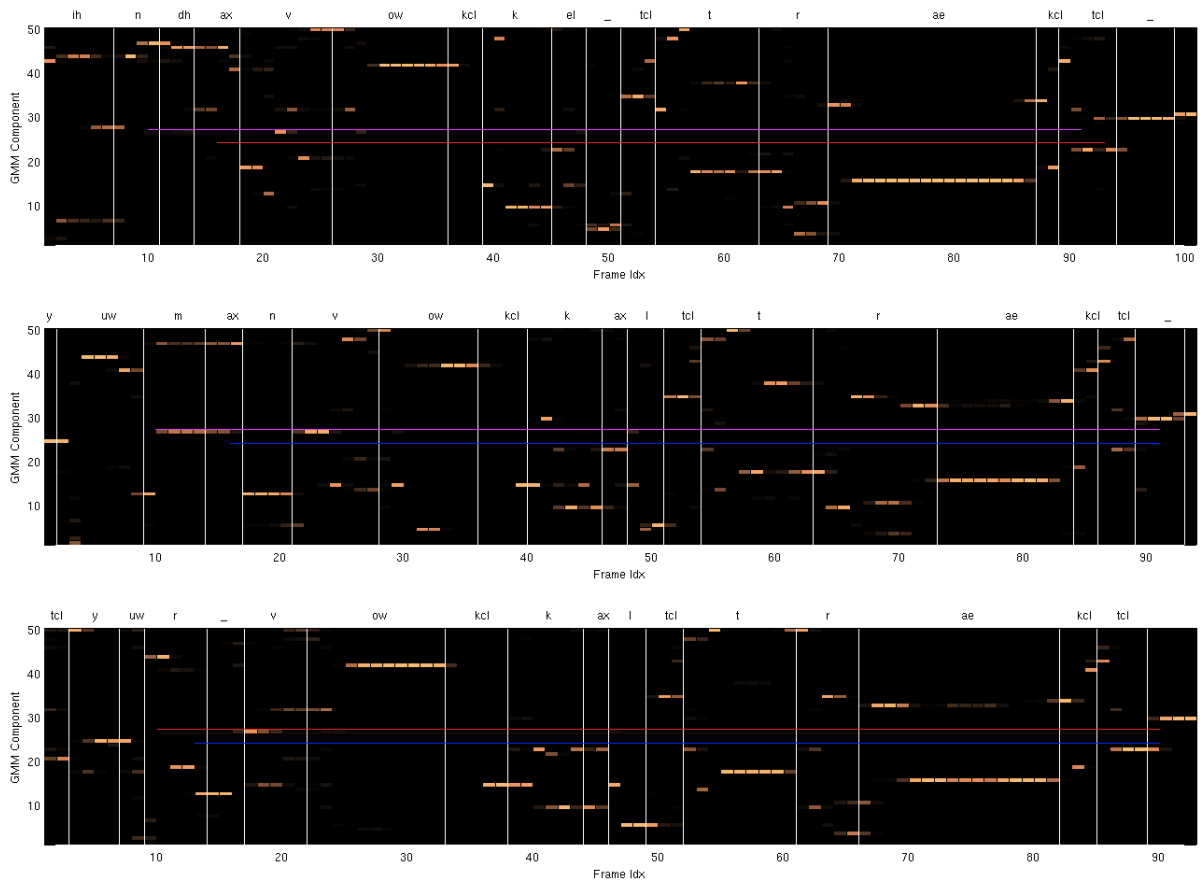 ih n dh ax v ow kcl k el _ tcl t r ae kcl tcl _
50
40
30
20
10
GMM Component
10 20 30 40 50 60 70 80 90 100
Frame Idx
y uw m ax n v ow kcl k ax l tcl t r ae kcl tcl _
50
40
30
20
10
GMM Component
10 20 30 40 50 60 70 80 90
Frame Idx
tcl y uw r _ v ow kcl k ax l tcl t r ae kcl tcl
50
40
30
20
10
GMM Component
10 20 30 40 50 60 70 80 90
Frame Idx